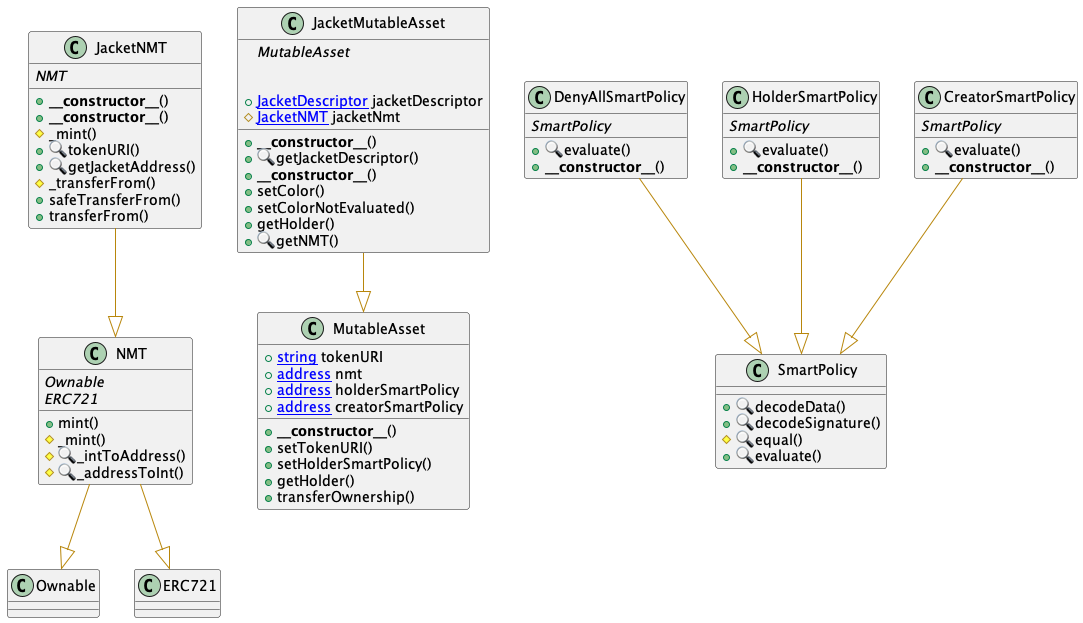 C JacketNMT
NMT
__constructor__()
__constructor__()
_mint()
tokenURI()
getJacketAddress()
_transferFrom()
safeTransferFrom()
transferFrom()
C JacketMutableAsset
MutableAsset
JacketDescriptor jacketDescriptor
JacketNMT jacketNmt
__constructor__()
getJacketDescriptor()
__constructor__()
setColor()
setColorNotEvaluated()
getHolder()
getNMT()
C DenyAllSmartPolicy
SmartPolicy
evaluate()
__constructor__()
C HolderSmartPolicy
SmartPolicy
evaluate()
__constructor__()
C CreatorSmartPolicy
SmartPolicy
evaluate()
__constructor__()
C NMT
Ownable
ERC721
mint()
_mint()
_intToAddress()
_addressToInt()
C MutableAsset
string tokenURI
address nmt
address holderSmartPolicy
address creatorSmartPolicy
__constructor__()
setTokenURI()
setHolderSmartPolicy()
getHolder()
transferOwnership()
C SmartPolicy
decodeData()
decodeSignature()
equal()
evaluate()
C Ownable
C ERC721